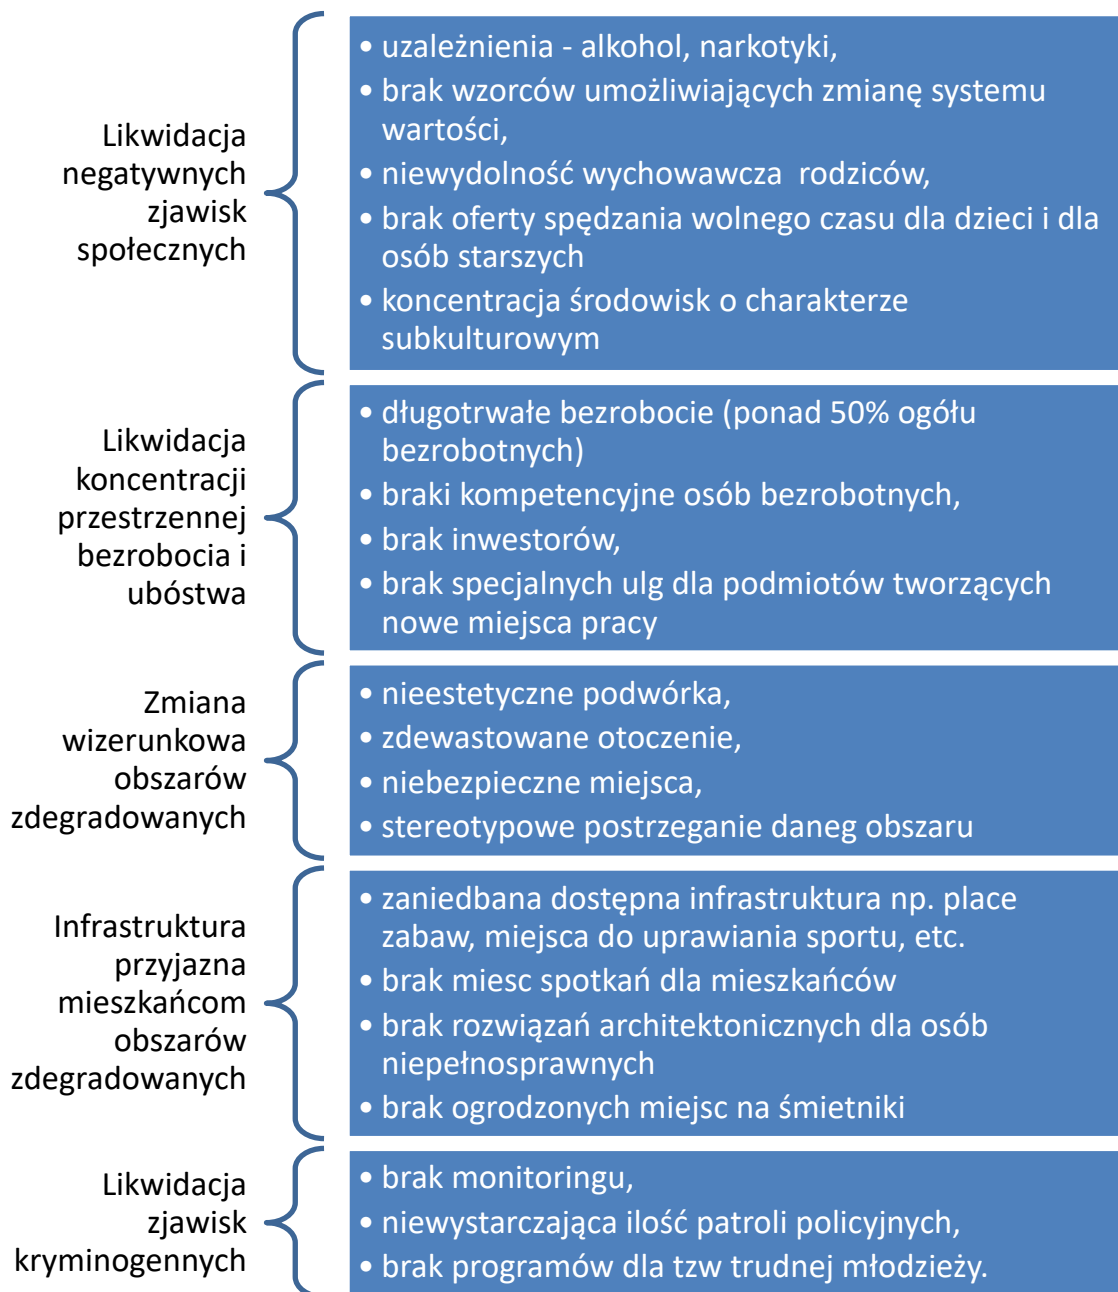 Likwidacja
negatywnych
zjawisk
społecznych
• uzależnienia - alkohol, narkotyki,
• brak wzorców umożliwiających zmianę systemu
wartości,
• niewydolność wychowawcza  rodziców,
• brak oferty spędzania wolnego czasu dla dzieci i dla
osób starszych
• koncentracja środowisk o charakterze
subkulturowym
Likwidacja
koncentracji
przestrzennej
bezrobocia i
ubóstwa
• długotrwałe bezrobocie (ponad 50% ogółu
bezrobotnych)
• braki kompetencyjne osób bezrobotnych,
• brak inwestorów,
• brak specjalnych ulg dla podmiotów tworzących
nowe miejsca pracy
Zmiana
wizerunkowa
obszarów
zdegradowanych
• nieestetyczne podwórka,
• zdewastowane otoczenie,
• niebezpieczne miejsca,
• stereotypowe postrzeganie daneg obszaru
Infrastruktura
przyjazna
mieszkańcom
obszarów
zdegradowanych
• zaniedbana dostępna infrastruktura np. place
zabaw, miejsca do uprawiania sportu, etc.
• brak miesc spotkań dla mieszkańców
• brak rozwiązań architektonicznych dla osób
niepełnosprawnych
• brak ogrodzonych miejsc na śmietniki
Likwidacja
zjawisk
kryminogennych
• brak monitoringu,
• niewystarczająca ilość patroli policyjnych,
• brak programów dla tzw trudnej młodzieży.